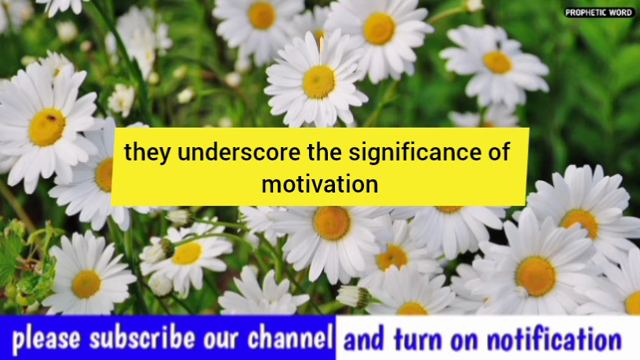 PROPHETIC WORD
they underscore the significance of
motivation
please subscribe our channel and turn on notification